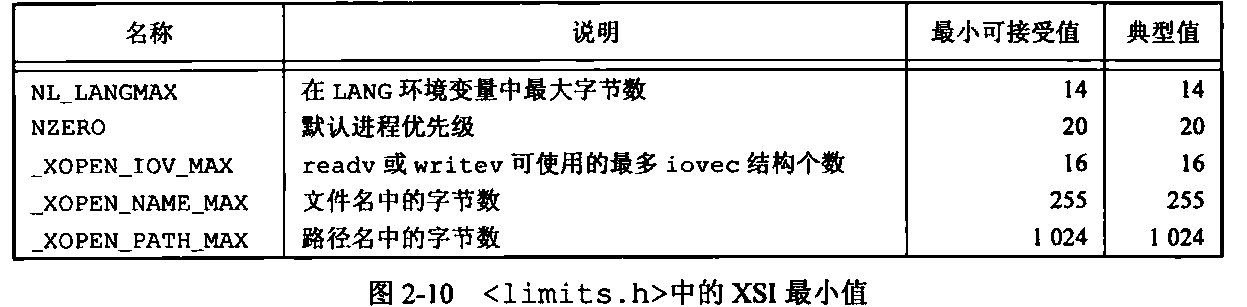 名称 说明 最小可接受值 典型值
NL_LANGMAX 在 LANG 环境变量中最大字节数 14 14
NZERO 默认进程优先级 20 20
_XOPEN_IOV_MAX readv 或 writev 可使用的最多 iovec 结构个数 16 16
_XOPEN_NAME_MAX 文件名中的字节数 255 255
_XOPEN_PATH_MAX 路径名中的字节数 1 024 1 024
图 2-10 <limits.h>中的 XSI 最小值